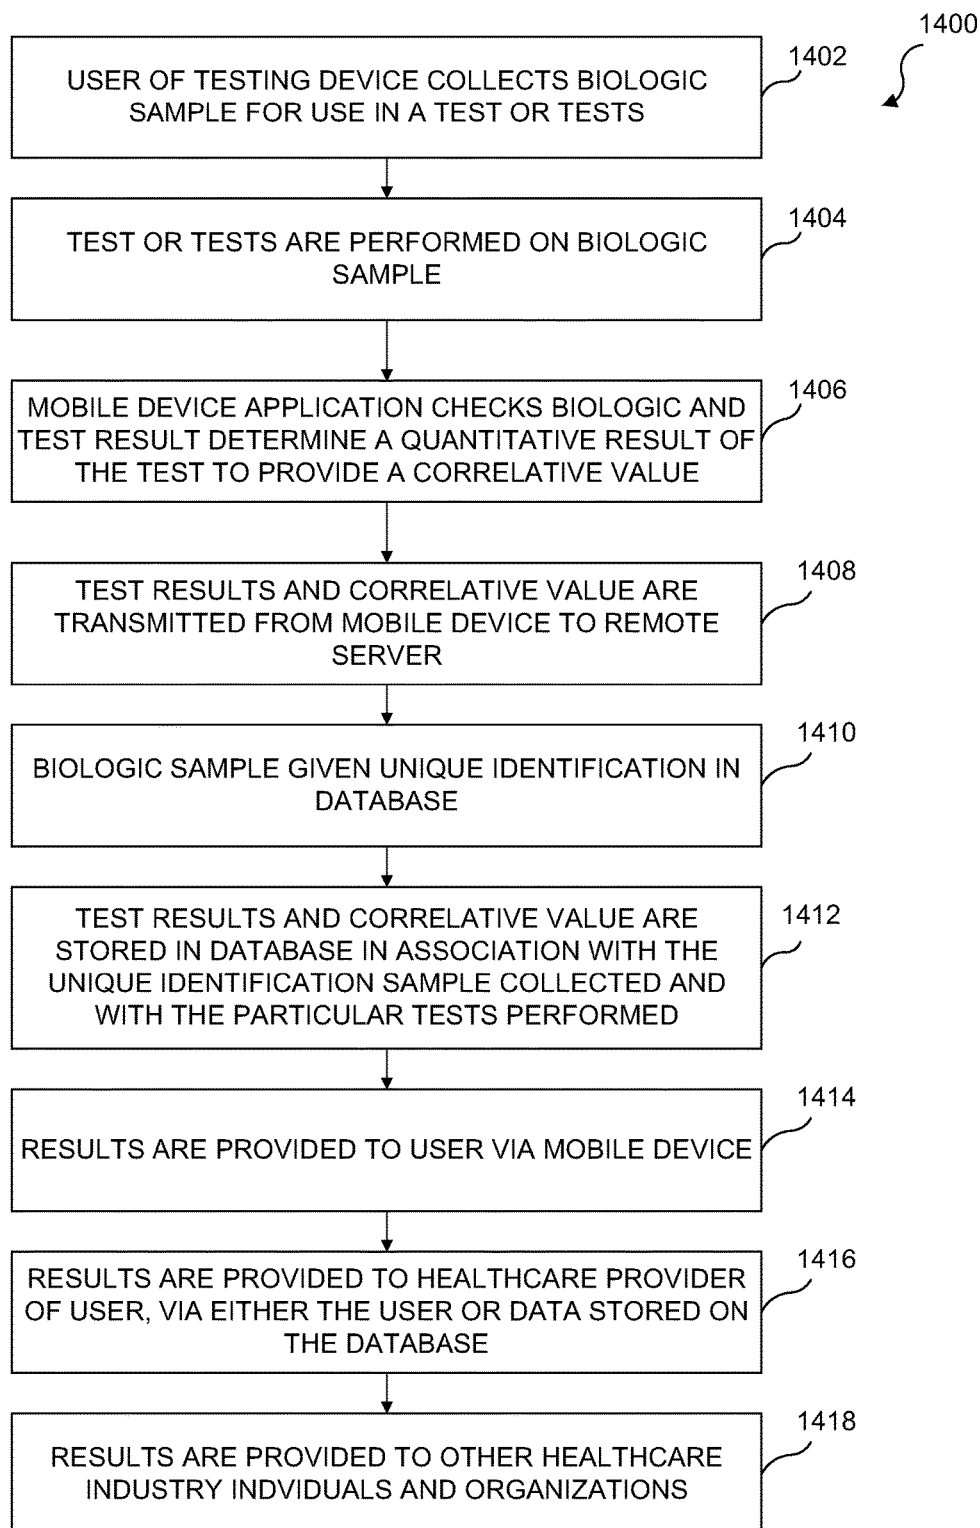 1400
1402
USER OF TESTING DEVICE COLLECTS BIOLOGIC
SAMPLE FOR USE IN A TEST OR TESTS
1404
TEST OR TESTS ARE PERFORMED ON BIOLOGIC
SAMPLE
1406
MOBILE DEVICE APPLICATION CHECKS BIOLOGIC AND
TEST RESULT DETERMINE A QUANTITATIVE RESULT OF
THE TEST TO PROVIDE A CORRELATIVE VALUE
1408
TEST RESULTS AND CORRELATIVE VALUE ARE
TRANSMITTED FROM MOBILE DEVICE TO REMOTE
SERVER
1410
BIOLOGIC SAMPLE GIVEN UNIQUE IDENTIFICATION IN
DATABASE
1412
TEST RESULTS AND CORRELATIVE VALUE ARE
STORED IN DATABASE IN ASSOCIATION WITH THE
UNIQUE IDENTIFICATION SAMPLE COLLECTED AND
WITH THE PARTICULAR TESTS PERFORMED
1414
RESULTS ARE PROVIDED TO USER VIA MOBILE DEVICE
1416
RESULTS ARE PROVIDED TO HEALTHCARE PROVIDER
OF USER, VIA EITHER THE USER OR DATA STORED ON
THE DATABASE
1418
RESULTS ARE PROVIDED TO OTHER HEALTHCARE
INDUSTRY INDVIDUALS AND ORGANIZATIONS